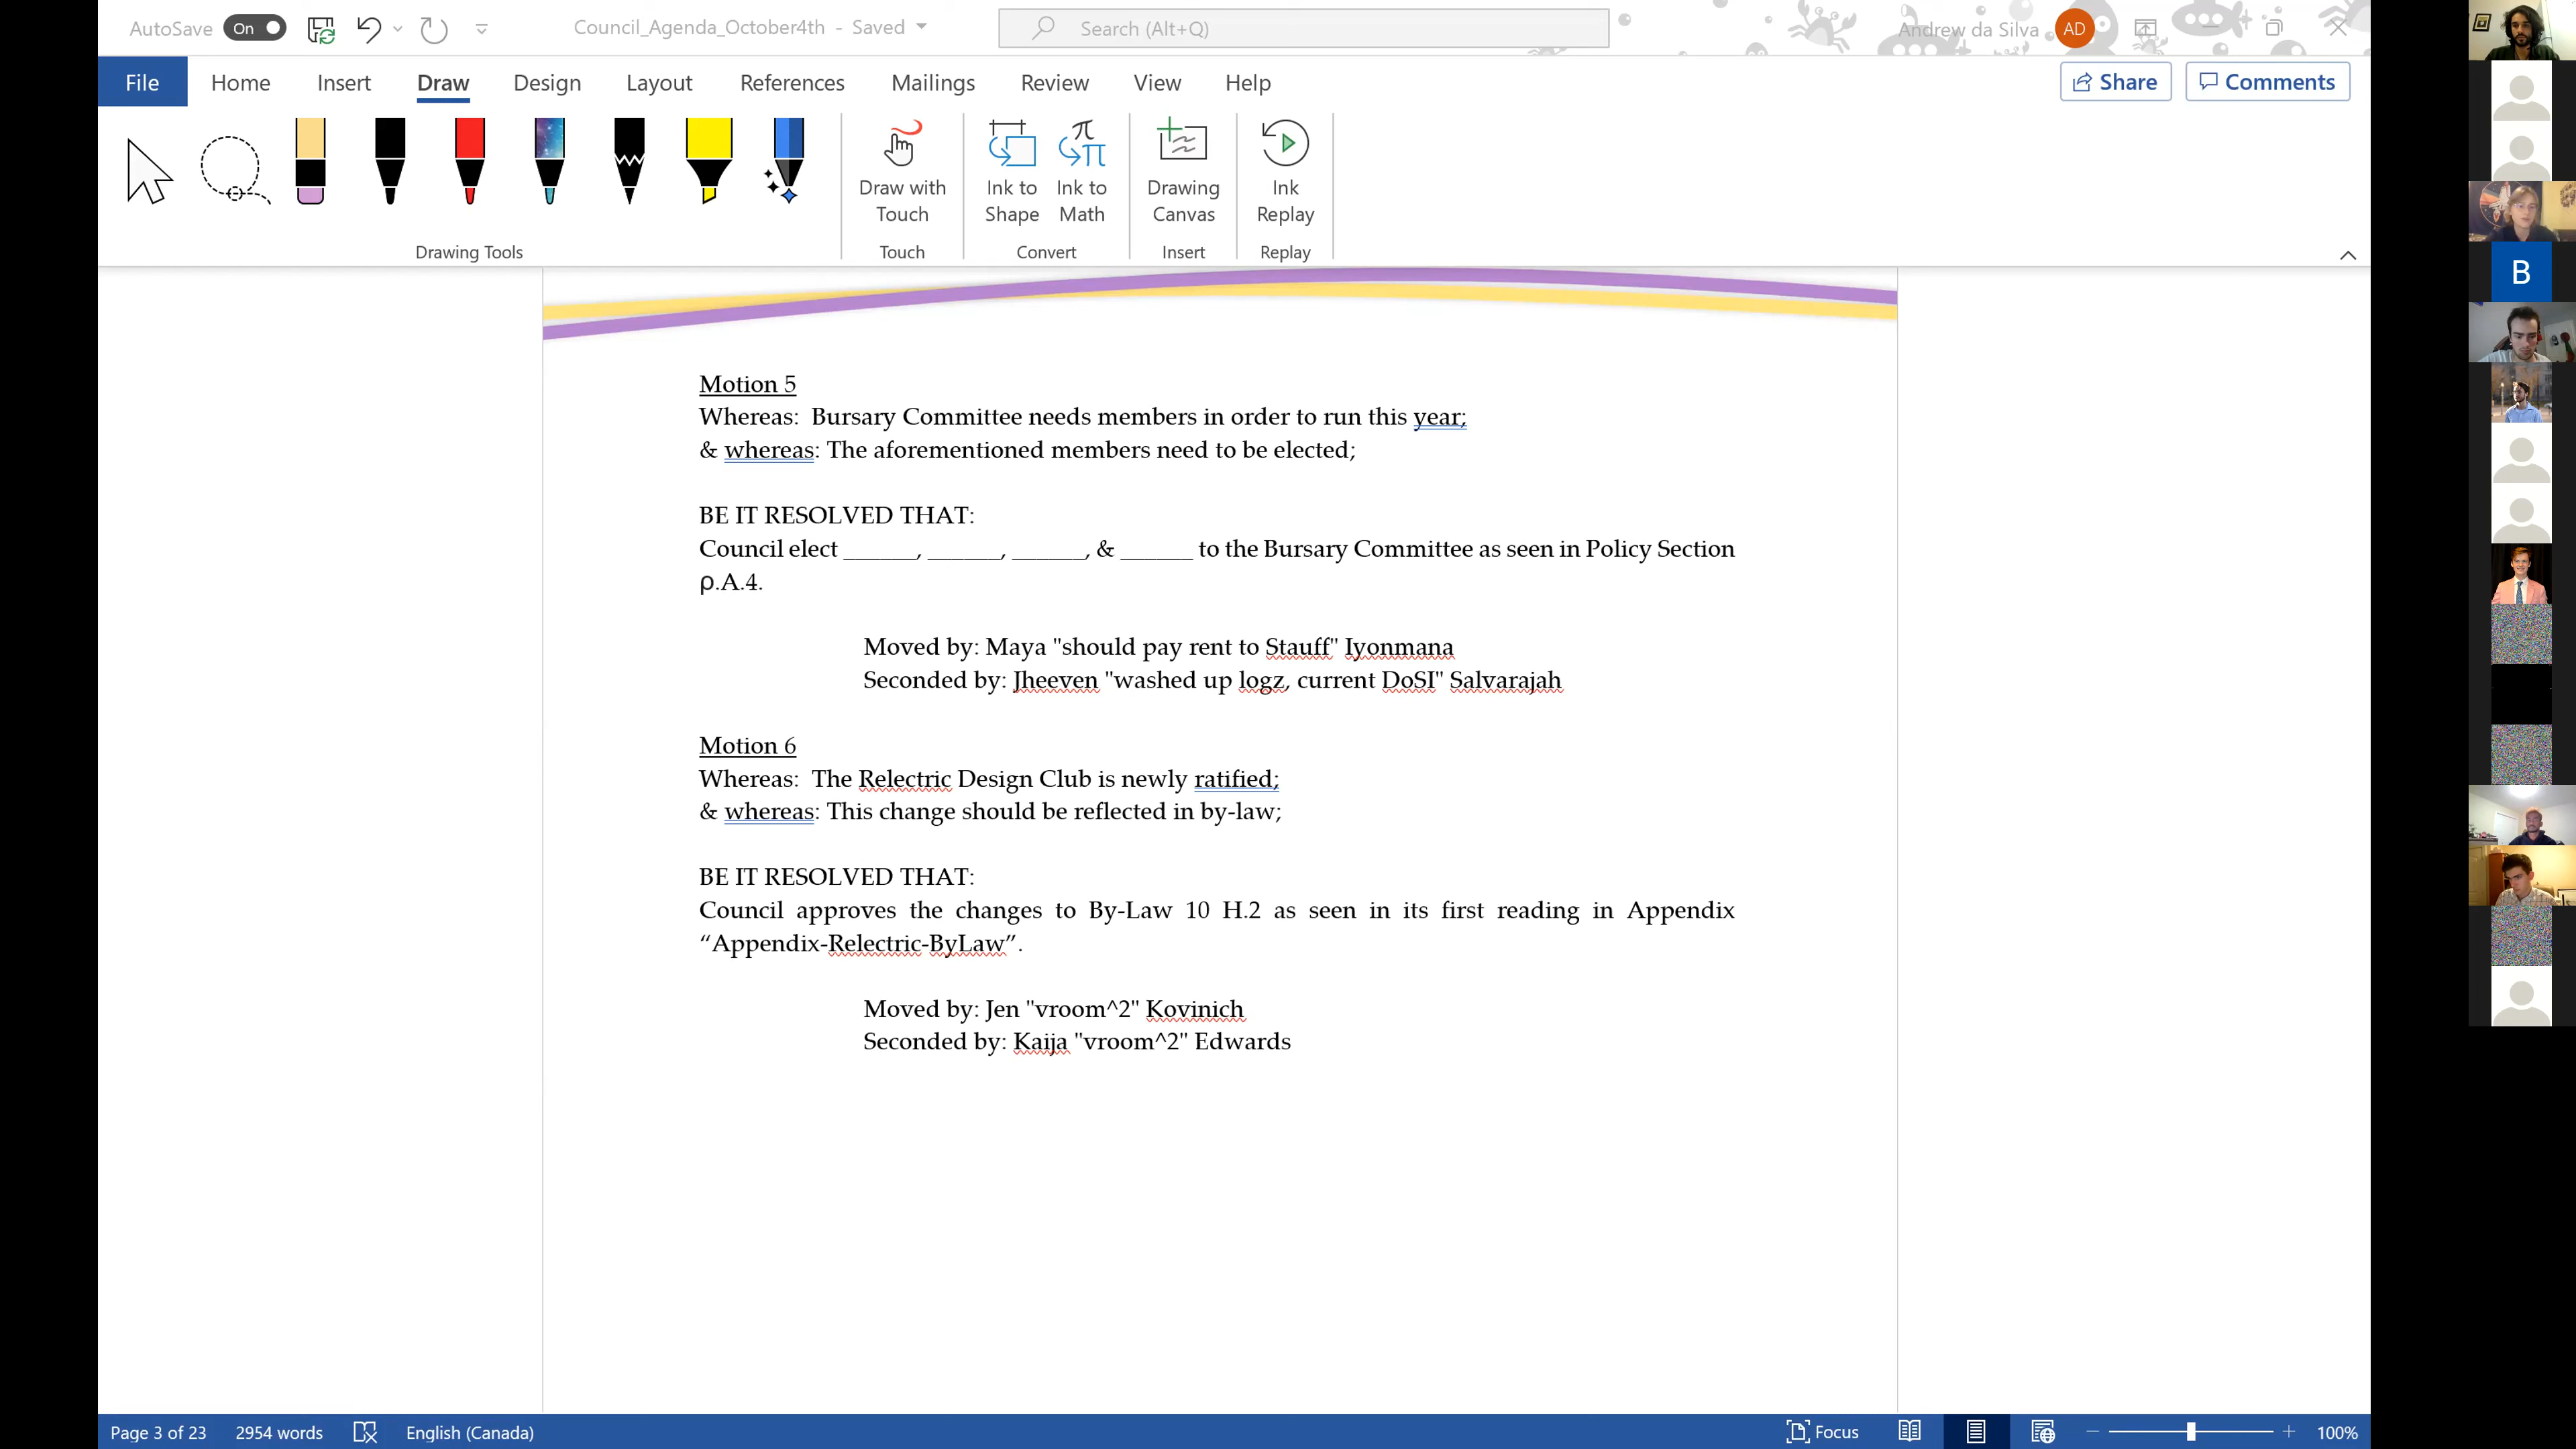 AutoSave On Council_Agenda_October4th - Saved Search (Alt+Q) Andrew da Silva AD
File Home Insert Draw Design Layout References Mailings Review View Help Share Comments
Draw with Touch
Ink to Shape
Ink to Math
Drawing Canvas
Ink Replay
Drawing Tools Touch Convert Insert Replay
B
Motion 5
Whereas: Bursary Committee needs members in order to run this year;
& whereas: The aforementioned members need to be elected;
BE IT RESOLVED THAT:
Council elect ______, ______, ______, & ______ to the Bursary Committee as seen in Policy Section
ρ.A.4.
Moved by: Maya "should pay rent to Stauff" Iyonmana
Seconded by: Jheeven "washed up logz, current DoSI" Salvarajah
Motion 6
Whereas: The Relectric Design Club is newly ratified;
& whereas: This change should be reflected in by-law;
BE IT RESOLVED THAT:
Council approves the changes to By-Law 10 H.2 as seen in its first reading in Appendix
“Appendix-Relectric-ByLaw”.
Moved by: Jen "vroom^2" Kovinich
Seconded by: Kaija "vroom^2" Edwards
Page 3 of 23 2954 words English (Canada) Focus 100%